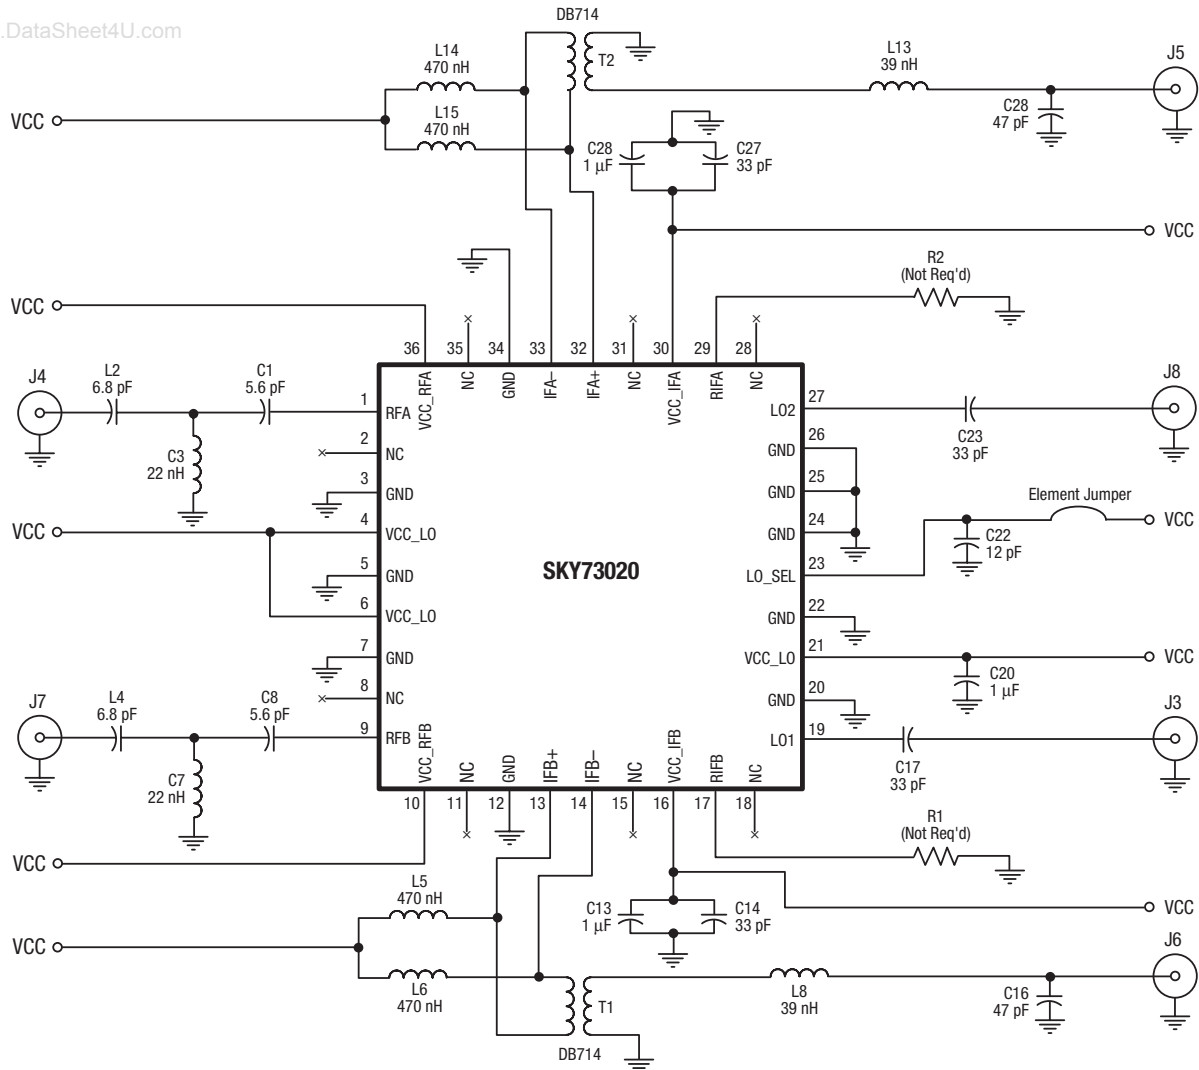 .DataSheet4U.com
DB714
L14
470 nH
T2
L13
39 nH
J5
VCC
L15
470 nH
C28
47 pF
C28
1 μF
C27
33 pF
VCC
R2
(Not Req'd)
VCC
36
35
34
33
32
31
30
29
28
VCC_RFA
NC
GND
IFA–
IFA+
NC
VCC_IFA
RIFA
NC
J4
L2
6.8 pF
C1
5.6 pF
C3
22 nH
1
RFA
2
NC
3
GND
VCC
4
VCC_LO
5
GND
6
VCC_LO
7
GND
8
NC
9
RFB
J7
L4
6.8 pF
C8
5.6 pF
C7
22 nH
SKY73020
27
LO2
26
GND
25
GND
24
GND
23
LO_SEL
22
GND
21
VCC_LO
20
GND
19
LO1
C23
33 pF
J8
Element Jumper
VCC
C22
12 pF
VCC
C20
1 μF
J3
C17
33 pF
VCC_RFB
NC
GND
IFB+
IFB–
NC
VCC_IFB
RIFB
NC
10
11
12
13
14
15
16
17
18
R1
(Not Req'd)
VCC
L5
470 nH
C13
1 μF
C14
33 pF
VCC
VCC
J6
L6
470 nH
T1
L8
39 nH
C16
47 pF
DB714